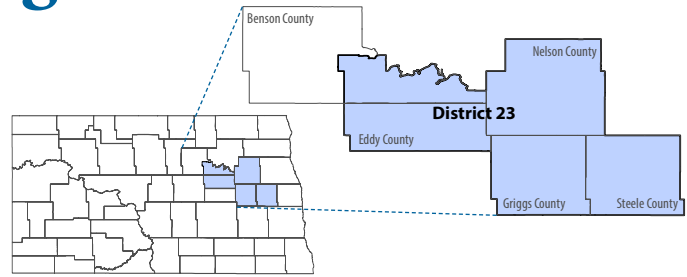 g
Benson County
Nelson County
District 23
Eddy County
Griggs County
Steele County